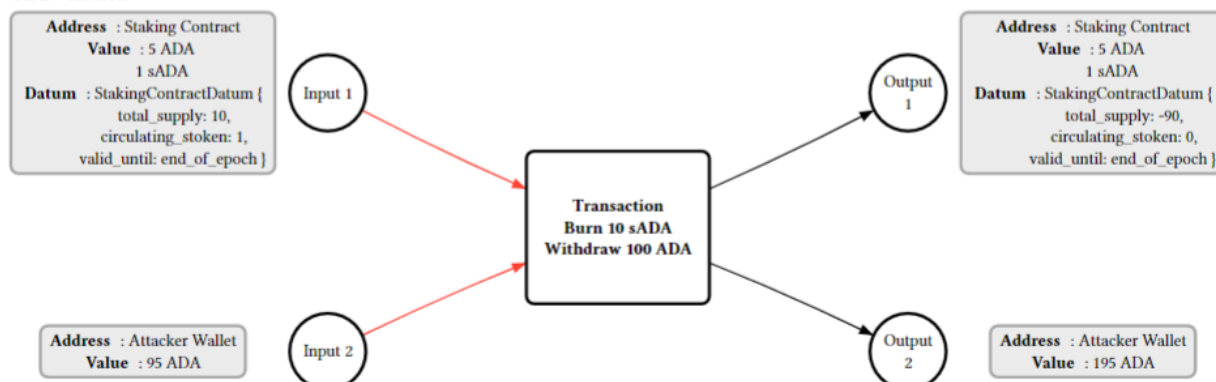 Address : Staking Contract
Value : 5 ADA
1 sADA
Datum : StakingContractDatum {
total_supply: 10,
circulating_stoken: 1,
valid_until: end_of_epoch }
Input 1
Output
1
Address : Staking Contract
Value : 5 ADA
1 sADA
Datum : StakingContractDatum {
total_supply: -90,
circulating_stoken: 0,
valid_until: end_of_epoch }
Transaction
Burn 10 sADA
Withdraw 100 ADA
Address : Attacker Wallet
Value : 95 ADA
Input 2
Output
2
Address : Attacker Wallet
Value : 195 ADA